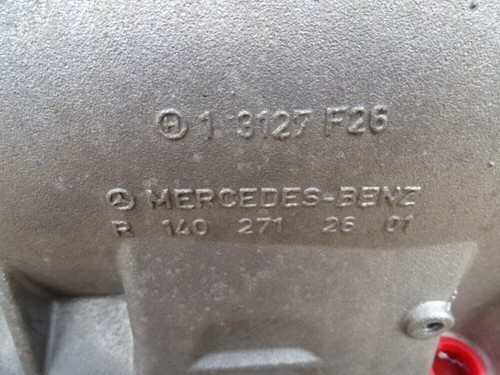 H 1 3127 F26
MERCEDES-BENZ
R 140 271 26 01